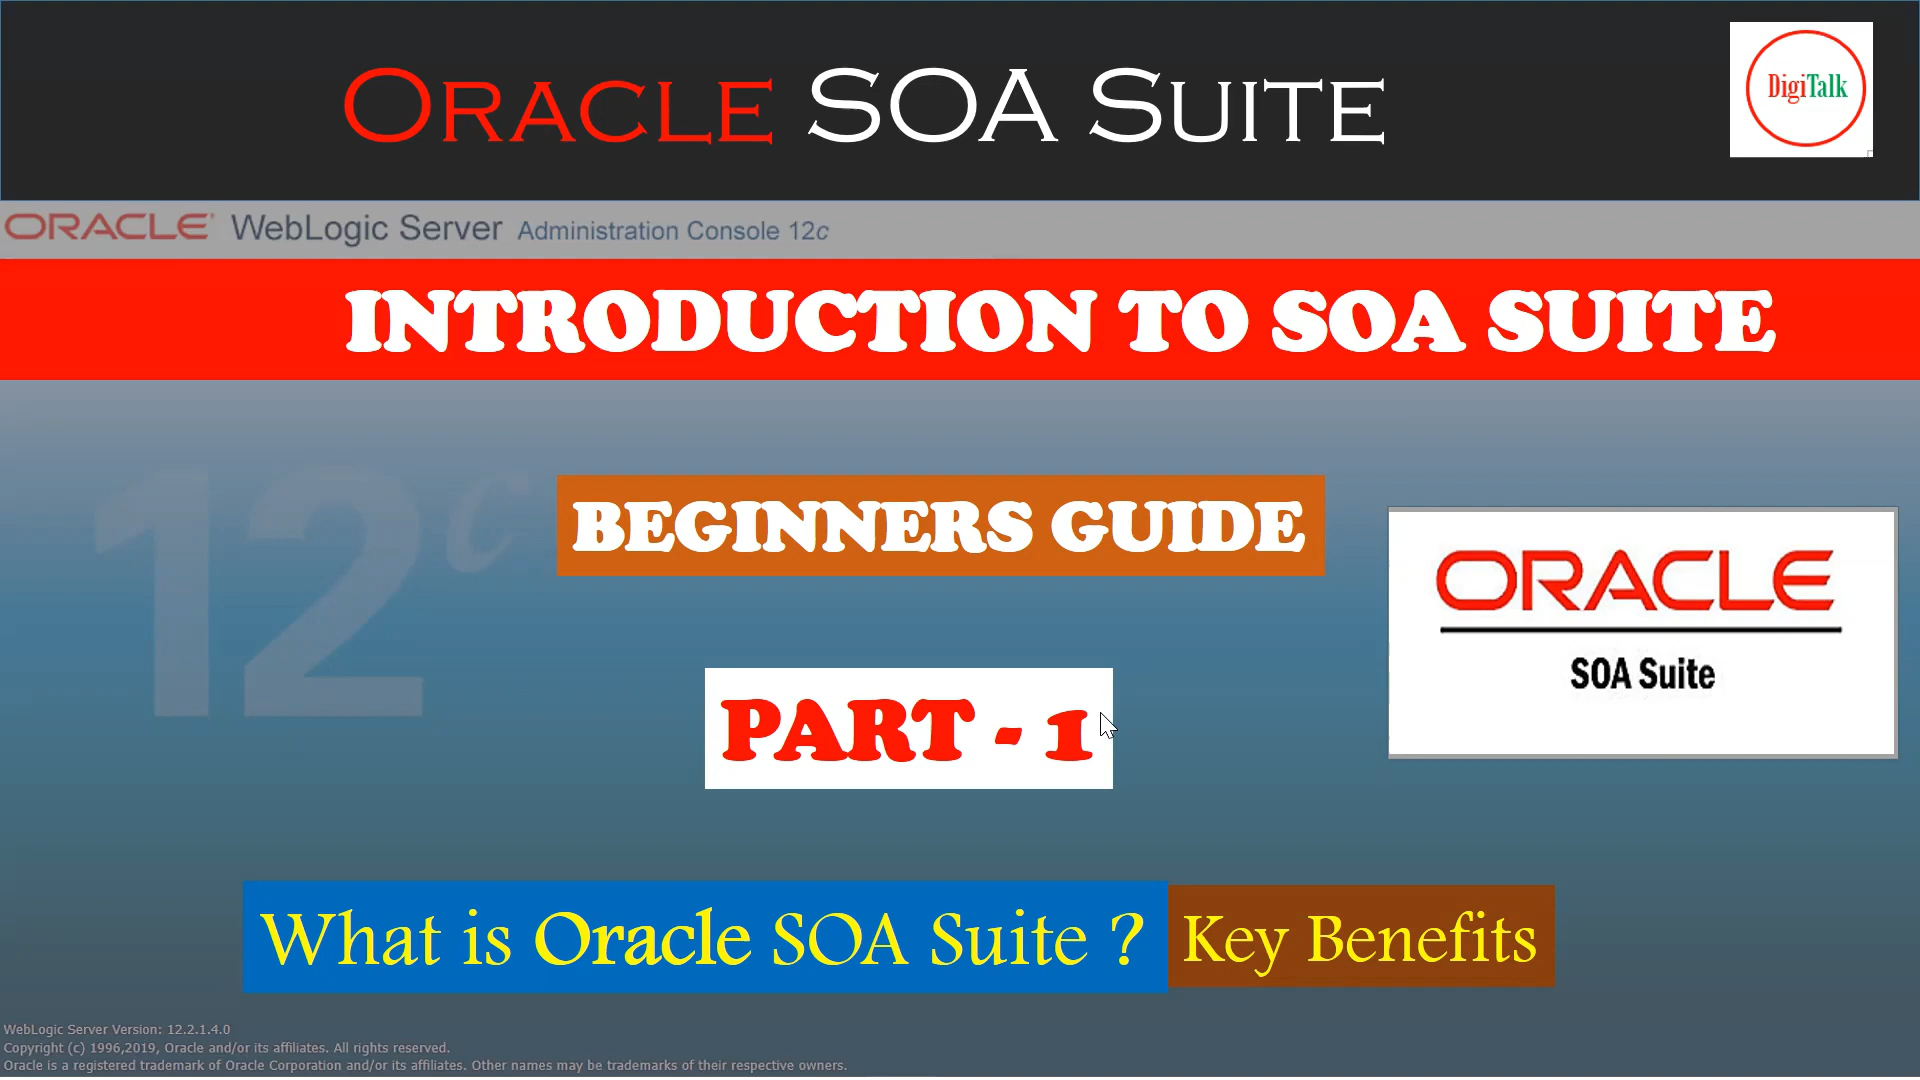 ORACLE SOA SUITE
DigiTalk
ORACLE® WebLogic Server Administration Console 12c
INTRODUCTION TO SOA SUITE
12c
BEGINNERS GUIDE
ORACLE
SOA Suite
PART - 1
What is Oracle SOA Suite ? Key Benefits
WebLogic Server Version: 12.2.1.4.0
Copyright (c) 1996,2019, Oracle and/or its affiliates. All rights reserved.
Oracle is a registered trademark of Oracle Corporation and/or its affiliates. Other names may be trademarks of their respective owners.